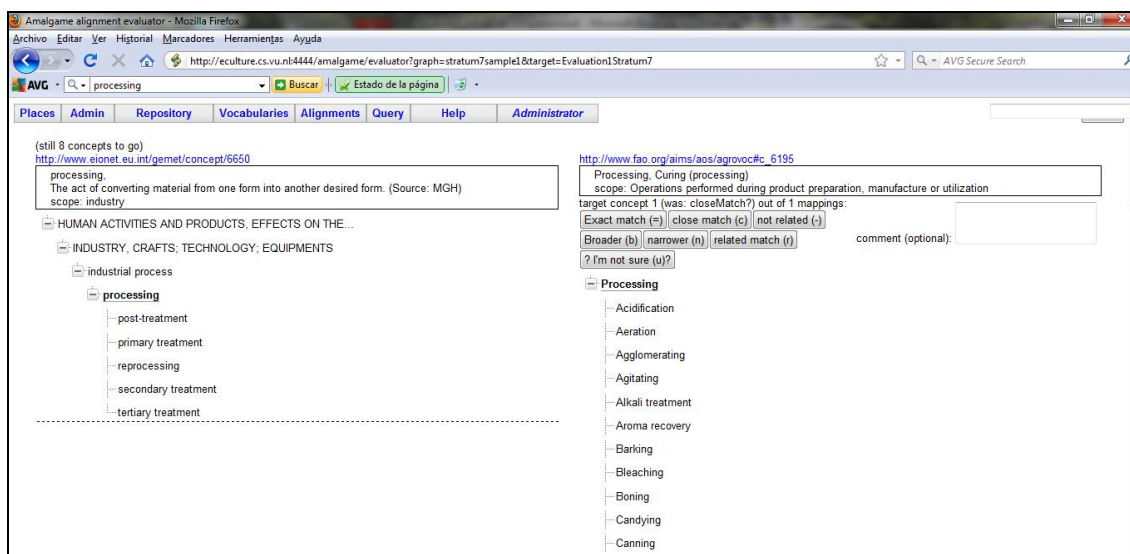 Amalgame alignment evaluator - Mozilla Firefox
Archivo Editar Ver Historial Marcadores Herramientas Ayuda
http://eculture.cs.vu.nl:4444/amalgame/evaluator?graph=stratum7sample1&target=Evaluation1Stratum7
AVG Secure Search
AVG processing Buscar Estado de la página
Places Admin Repository Vocabularies Alignments Query Help Administrator
(still 8 concepts to go)
http://www.eionet.eu.int/gemet/concept/6650
processing,
The act of converting material from one form into another desired form. (Source: MGH)
scope: industry
HUMAN ACTIVITIES AND PRODUCTS, EFFECTS ON THE...
INDUSTRY, CRAFTS; TECHNOLOGY; EQUIPMENTS
industrial process
processing
post-treatment
primary treatment
reprocessing
secondary treatment
tertiary treatment
http://www.fao.org/aims/aos/agrovoc#c_6195
Processing, Curing (processing)
scope: Operations performed during product preparation, manufacture or utilization
target concept 1 (was: closeMatch?) out of 1 mappings:
Exact match (=) close match (c) not related (-)
Broader (b) narrower (n) related match (r)
comment (optional):
? I'm not sure (u)?
Processing
Acidification
Aeration
Agglomerating
Agitating
Alkali treatment
Aroma recovery
Barking
Bleaching
Boning
Candying
Canning